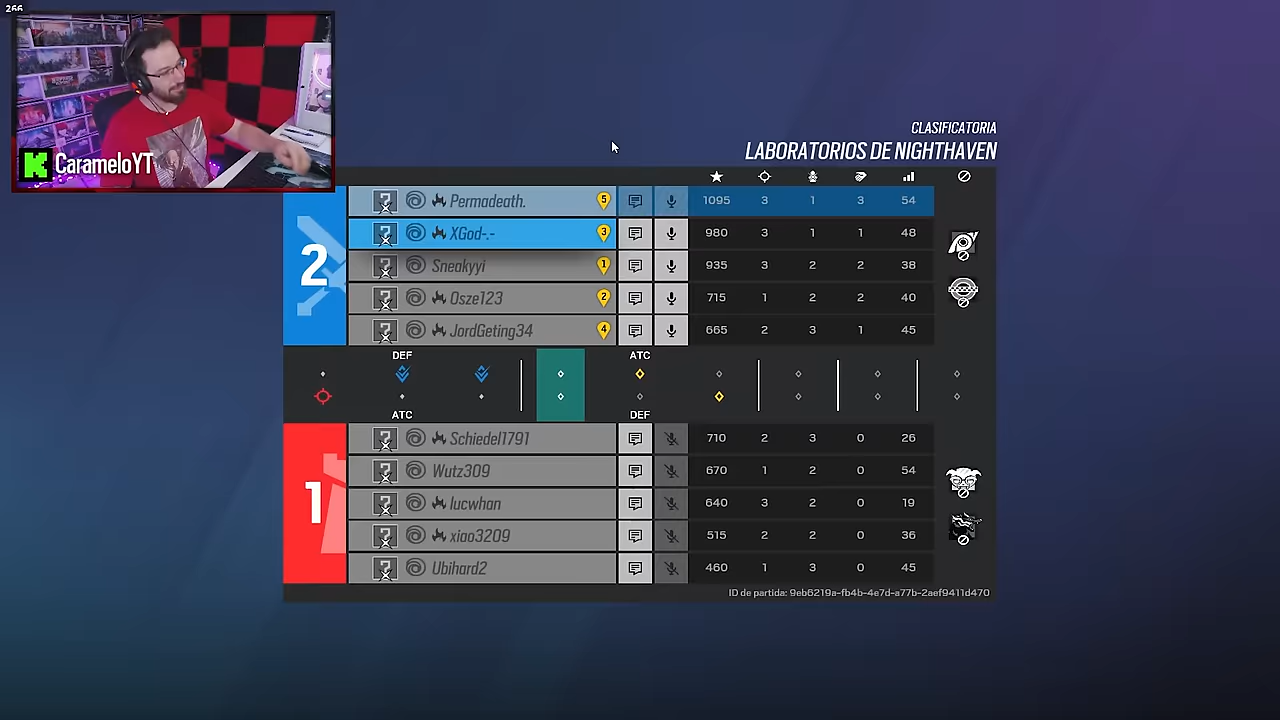 266
CarameloYT
CLASIFICATORIA
LABORATORIOS DE NIGHTHAVEN
2
Permadeath. 5 1095 3 1 3 54
XGod-.- 3 980 3 1 1 48
Sneakyyi 1 935 3 2 2 38
Osze123 2 715 1 2 2 40
JordGeting34 4 665 2 3 1 45
DEF ATC
ATC DEF
1
Schiedel1791 710 2 3 0 26
Wutz309 670 1 2 0 54
lucwhan 640 3 2 0 19
xiao3209 515 2 2 0 36
Ubihard2 460 1 3 0 45
ID de partida: 9eb6219a-fb4b-4e7d-a77b-2aef9411d470